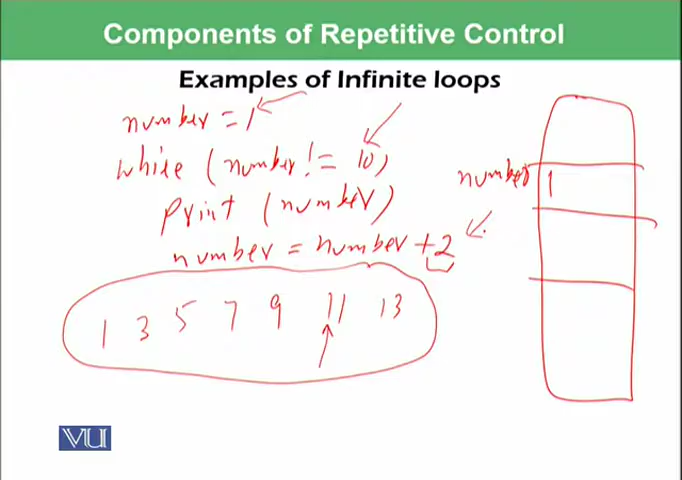 Components of Repetitive Control
Examples of Infinite loops
number = 1
while (number != 10)
print (number)
number = number + 2
1 3 5 7 9 11 13
number 1
VU